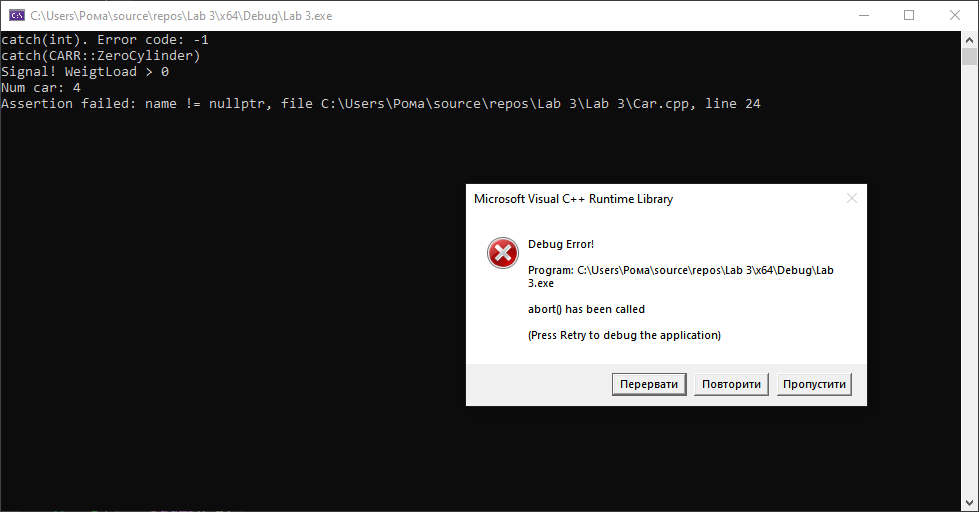 C:\Users\Рома\source\repos\Lab 3\x64\Debug\Lab 3.exe
catch(int). Error code: -1
catch(CARR::ZeroCylinder)
Signal! WeigtLoad > 0
Num car: 4
Assertion failed: name != nullptr, file C:\Users\Рома\source\repos\Lab 3\Lab 3\Car.cpp, line 24
Microsoft Visual C++ Runtime Library
Debug Error!
Program: C:\Users\Рома\source\repos\Lab 3\x64\Debug\Lab
3.exe
abort() has been called
(Press Retry to debug the application)
Перервати Повторити Пропустити